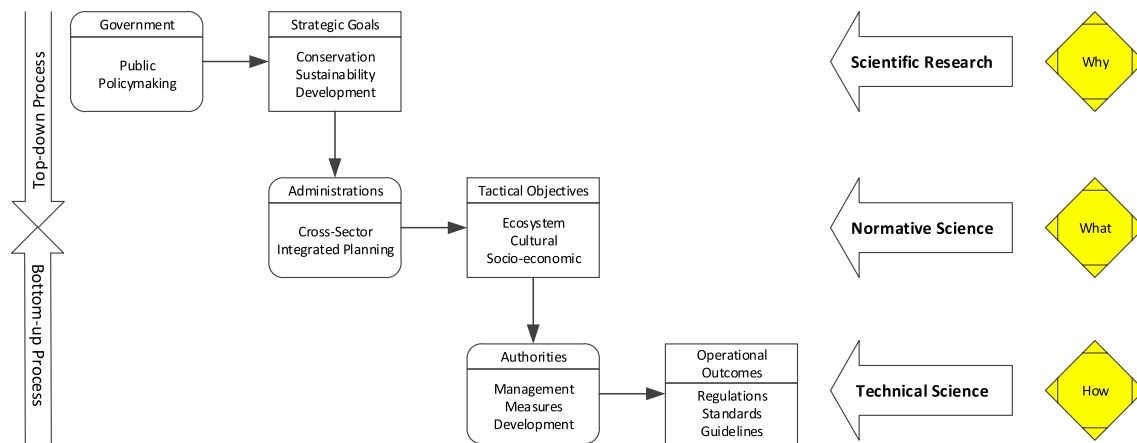 Top-down Process
Bottom-up Process
Government
Public
Policymaking
Strategic Goals
Conservation
Sustainability
Development
Scientific Research
Why
Administrations
Cross-Sector
Integrated Planning
Tactical Objectives
Ecosystem
Cultural
Socio-economic
Normative Science
What
Authorities
Management
Measures
Development
Operational
Outcomes
Regulations
Standards
Guidelines
Technical Science
How